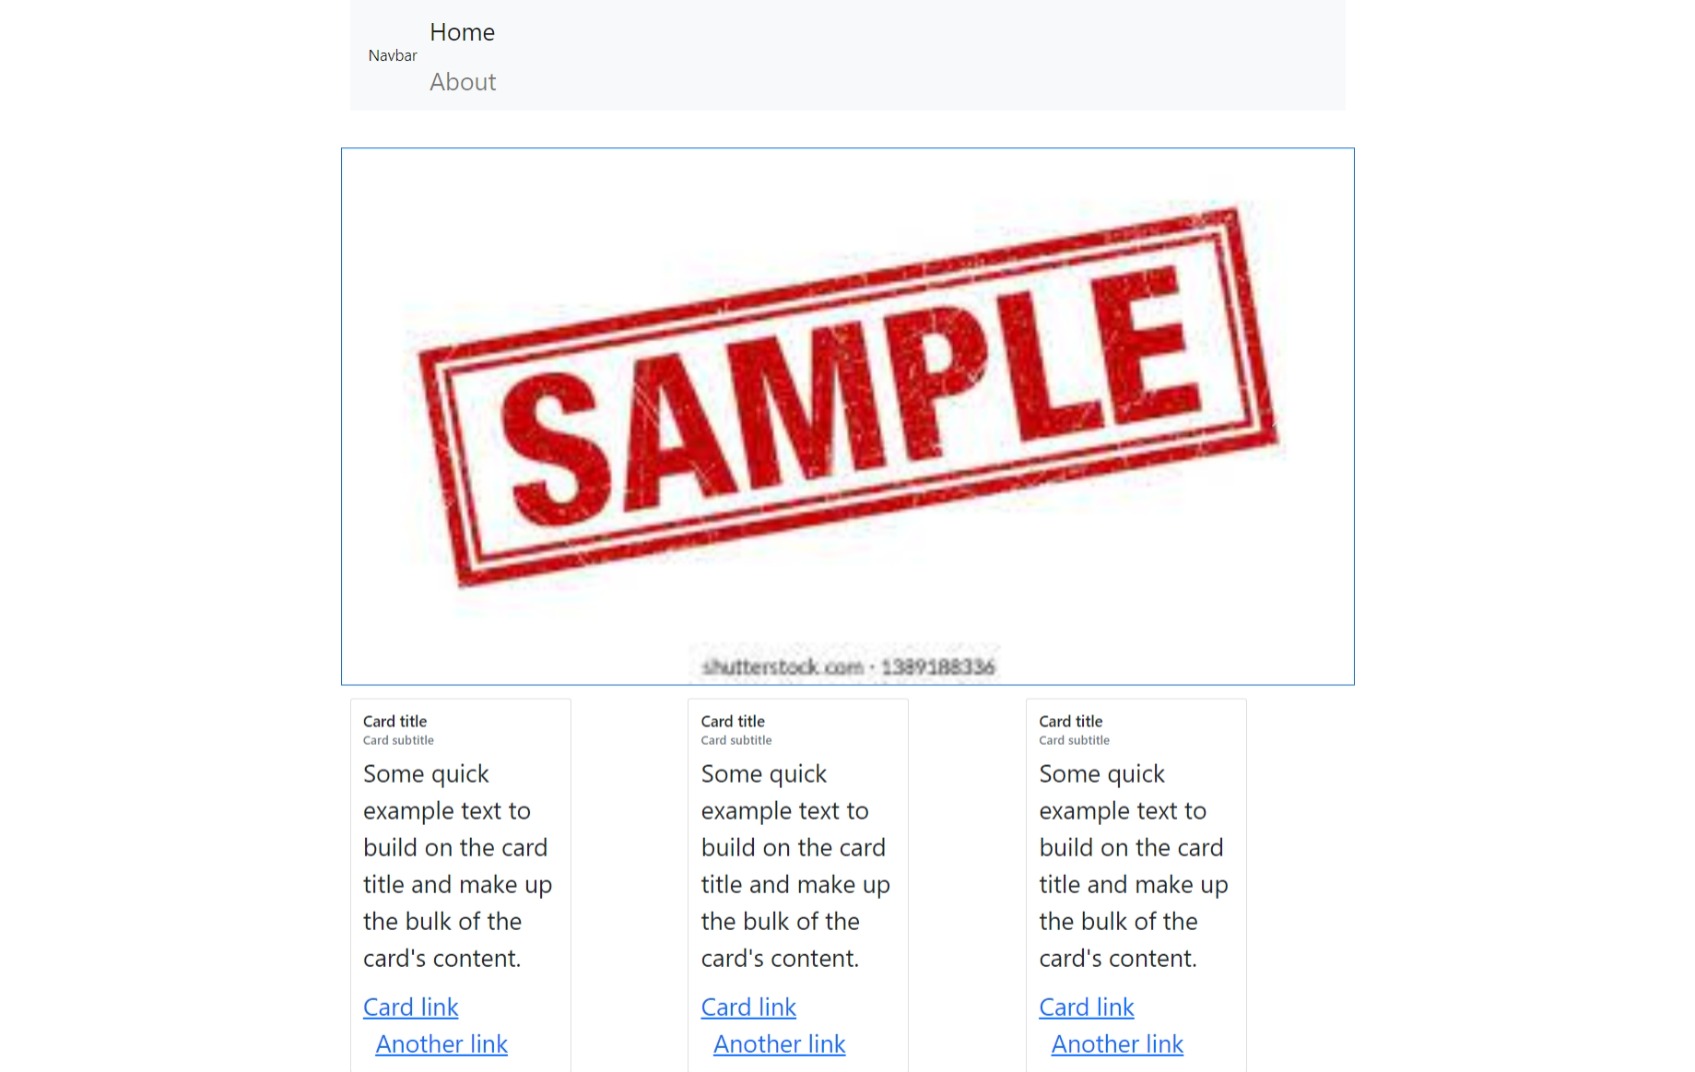 Home
Navbar
About
SAMPLE
shutterstock.com · 1389188336
Card title
Card subtitle
Some quick
example text to
build on the card
title and make up
the bulk of the
card's content.
Card link
Another link
Card title
Card subtitle
Some quick
example text to
build on the card
title and make up
the bulk of the
card's content.
Card link
Another link
Card title
Card subtitle
Some quick
example text to
build on the card
title and make up
the bulk of the
card's content.
Card link
Another link